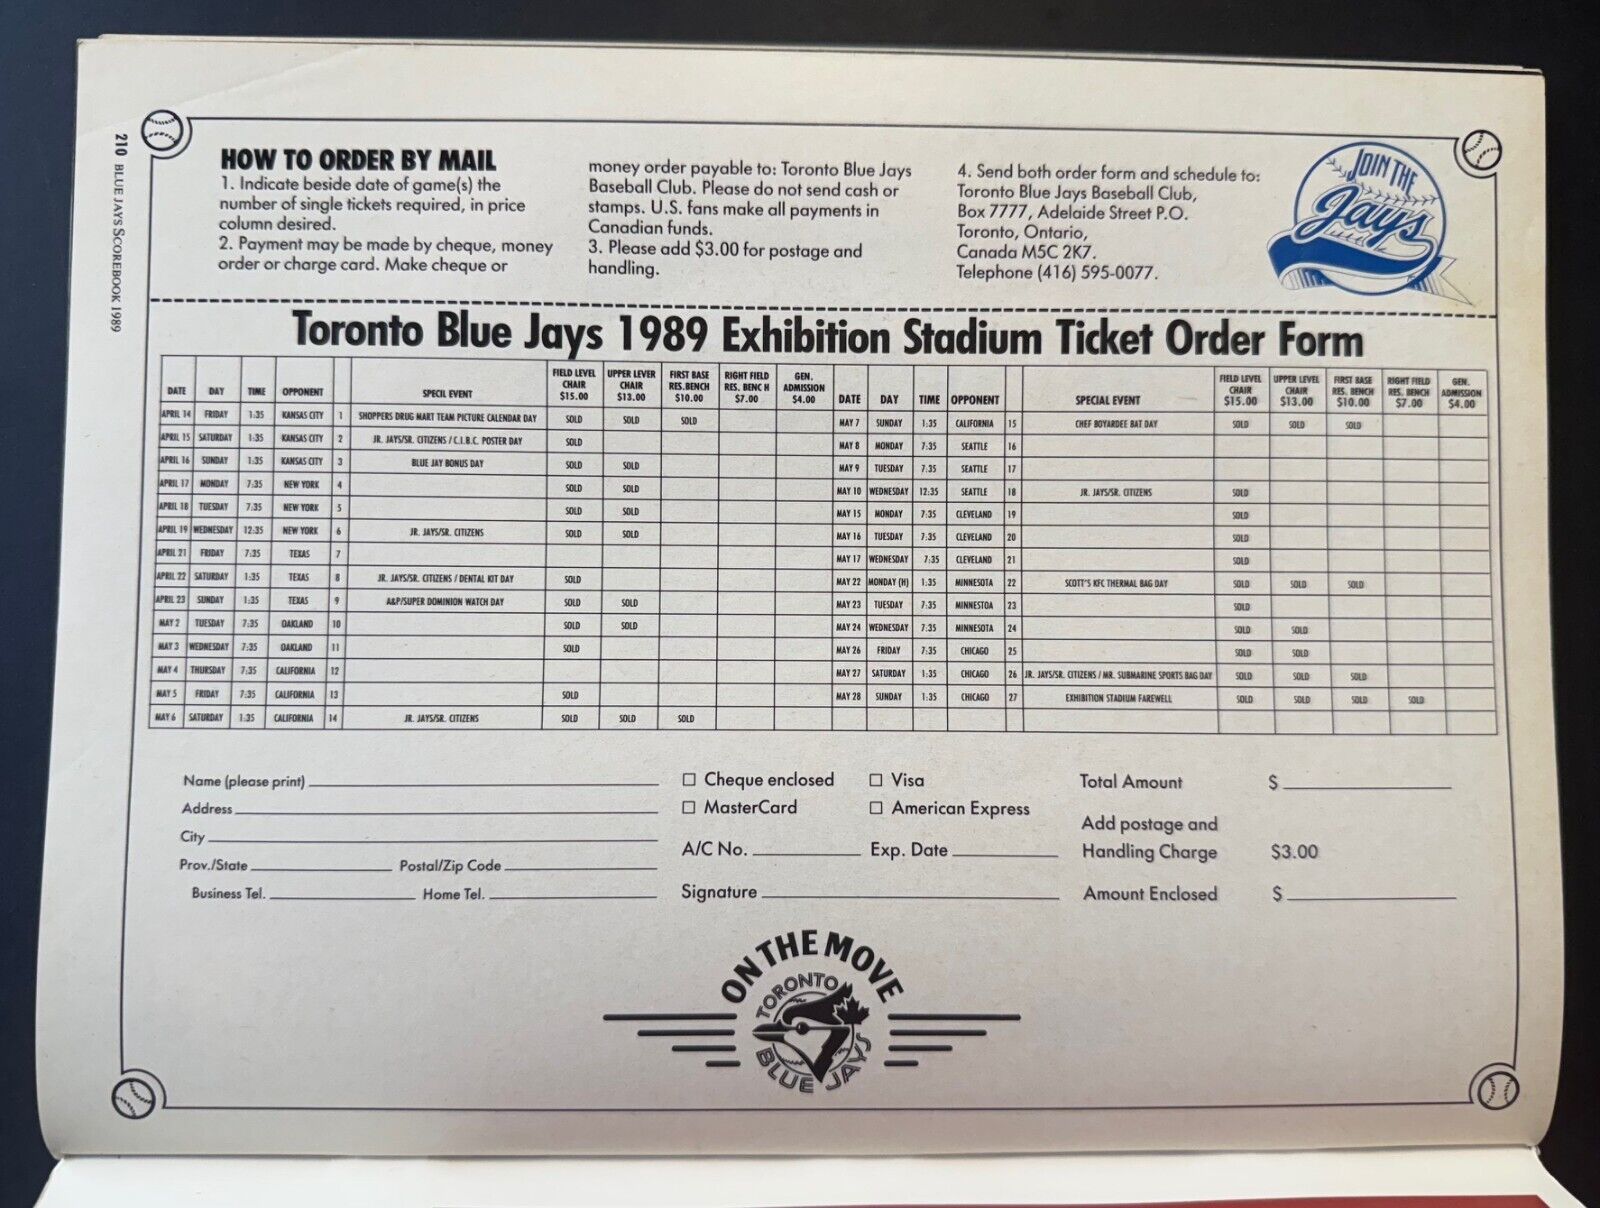 210 BLUE JAYS SCOREBOOK 1989
HOW TO ORDER BY MAIL
1. Indicate beside date of game(s) the
number of single tickets required, in price
column desired.
2. Payment may be made by cheque, money
order or charge card. Make cheque or
money order payable to: Toronto Blue Jays
Baseball Club. Please do not send cash or
stamps. U.S. fans make all payments in
Canadian funds.
3. Please add $3.00 for postage and
handling.
4. Send both order form and schedule to:
Toronto Blue Jays Baseball Club,
Box 7777, Adelaide Street P.O.
Toronto, Ontario,
Canada M5C 2K7.
Telephone (416) 595-0077.
JOIN THE
Jays
Toronto Blue Jays 1989 Exhibition Stadium Ticket Order Form
DATE DAY TIME OPPONENT SPECIL EVENT FIELD LEVEL CHAIR $15.00 UPPER LEVER CHAIR $13.00 FIRST BASE RES.BENCH $10.00 RIGHT FIELD RES. BENC H $7.00 GEN. ADMISSION $4.00
APRIL 14 FRIDAY 1:35 KANSAS CITY 1 SHOPPERS DRUG MART TEAM PICTURE CALENDAR DAY SOLD SOLD SOLD
APRIL 15 SATURDAY 1:35 KANSAS CITY 2 JR. JAYS/SR. CITIZENS / C.I.B.C. POSTER DAY SOLD
APRIL 16 SUNDAY 1:35 KANSAS CITY 3 BLUE JAY BONUS DAY SOLD SOLD
APRIL 17 MONDAY 7:35 NEW YORK 4 SOLD SOLD
APRIL 18 TUESDAY 7:35 NEW YORK 5 SOLD SOLD
APRIL 19 WEDNESDAY 12:35 NEW YORK 6 JR. JAYS/SR. CITIZENS SOLD SOLD
APRIL 21 FRIDAY 7:35 TEXAS 7
APRIL 22 SATURDAY 1:35 TEXAS 8 JR. JAYS/SR. CITIZENS / DENTAL KIT DAY SOLD
APRIL 23 SUNDAY 1:35 TEXAS 9 A&P/SUPER DOMINION WATCH DAY SOLD SOLD
MAY 2 TUESDAY 7:35 OAKLAND 10 SOLD SOLD
MAY 3 WEDNESDAY 7:35 OAKLAND 11 SOLD
MAY 4 THURSDAY 7:35 CALIFORNIA 12
MAY 5 FRIDAY 7:35 CALIFORNIA 13 SOLD
MAY 6 SATURDAY 1:35 CALIFORNIA 14 JR. JAYS/SR. CITIZENS SOLD SOLD SOLD
DATE DAY TIME OPPONENT SPECIAL EVENT FIELD LEVEL CHAIR $15.00 UPPER LEVEL CHAIR $13.00 FIRST BASE RES. BENCH $10.00 RIGHT FIELD RES. BENCH $7.00 GEN. ADMISSION $4.00
MAY 7 SUNDAY 1:35 CALIFORNIA 15 CHEF BOYARDEE BAT DAY SOLD SOLD SOLD
MAY 8 MONDAY 7:35 SEATTLE 16
MAY 9 TUESDAY 7:35 SEATTLE 17
MAY 10 WEDNESDAY 12:35 SEATTLE 18 JR. JAYS/SR. CITIZENS SOLD
MAY 15 MONDAY 7:35 CLEVELAND 19 SOLD
MAY 16 TUESDAY 7:35 CLEVELAND 20 SOLD
MAY 17 WEDNESDAY 7:35 CLEVELAND 21 SOLD
MAY 22 MONDAY (H) 1:35 MINNESOTA 22 SCOTT'S KFC THERMAL BAG DAY SOLD SOLD SOLD
MAY 23 TUESDAY 7:35 MINNESTOA 23 SOLD
MAY 24 WEDNESDAY 7:35 MINNESOTA 24 SOLD SOLD
MAY 26 FRIDAY 7:35 CHICAGO 25 SOLD SOLD
MAY 27 SATURDAY 1:35 CHICAGO 26 JR. JAYS/SR. CITIZENS / MR. SUBMARINE SPORTS BAG DAY SOLD SOLD SOLD
MAY 28 SUNDAY 1:35 CHICAGO 27 EXHIBITION STADIUM FAREWELL SOLD SOLD SOLD SOLD
Name (please print)
Address
City
Prov./State Postal/Zip Code
Business Tel. Home Tel.
Cheque enclosed Visa
MasterCard American Express
A/C No. Exp. Date
Signature
Total Amount $
Add postage and
Handling Charge $3.00
Amount Enclosed $
ON THE MOVE
TORONTO
BLUE JAYS